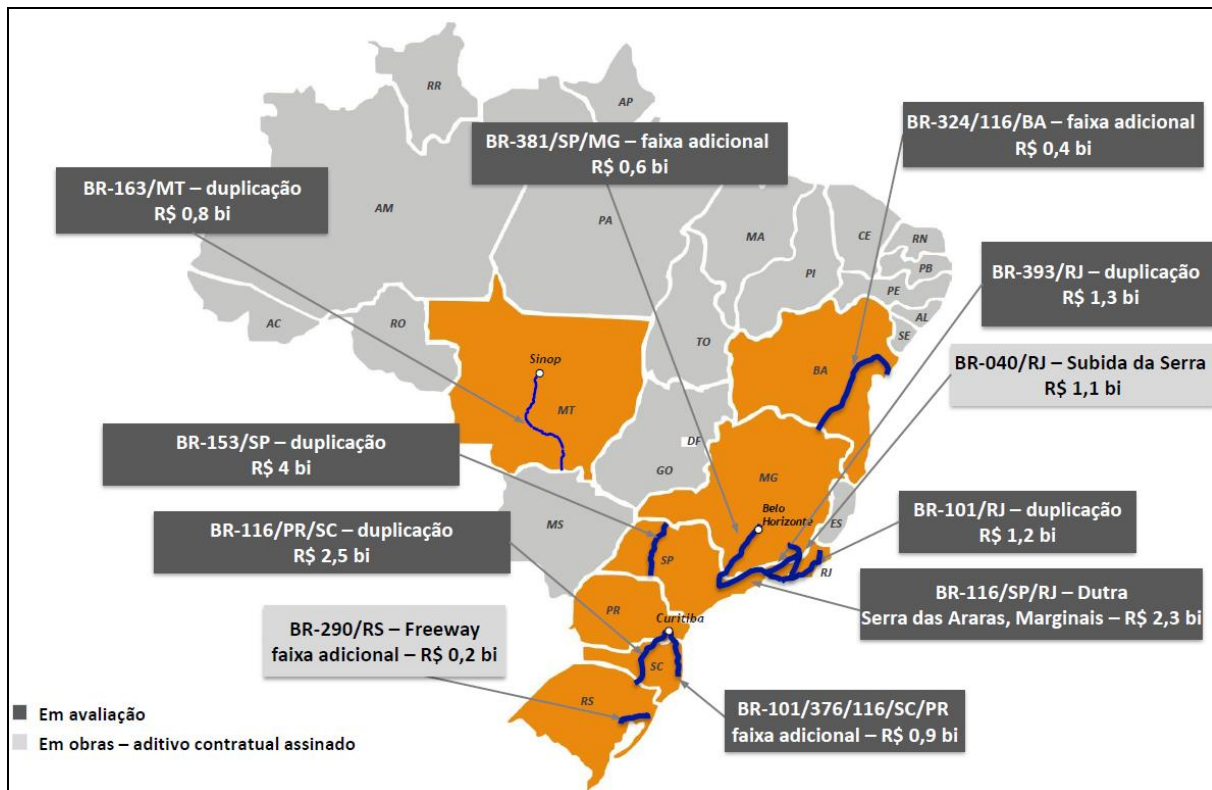 RR
AP
BR-381/SP/MG – faixa adicional
R$ 0,6 bi
BR-324/116/BA – faixa adicional
R$ 0,4 bi
BR-163/MT – duplicação
R$ 0,8 bi
AM
PA
MA
CE
RN
PB
PI
PE
AL
SE
BR-393/RJ – duplicação
R$ 1,3 bi
AC
RO
TO
Sinop
BA
MT
BR-040/RJ – Subida da Serra
R$ 1,1 bi
BR-153/SP – duplicação
R$ 4 bi
DF
GO
MG
MS
Belo
Horizonte
ES
BR-116/PR/SC – duplicação
R$ 2,5 bi
BR-101/RJ – duplicação
R$ 1,2 bi
SP
RJ
BR-116/SP/RJ – Dutra
Serra das Araras, Marginais – R$ 2,3 bi
PR
Curitiba
BR-290/RS – Freeway
faixa adicional – R$ 0,2 bi
SC
RS
BR-101/376/116/SC/PR
faixa adicional – R$ 0,9 bi
Em avaliação
Em obras – aditivo contratual assinado